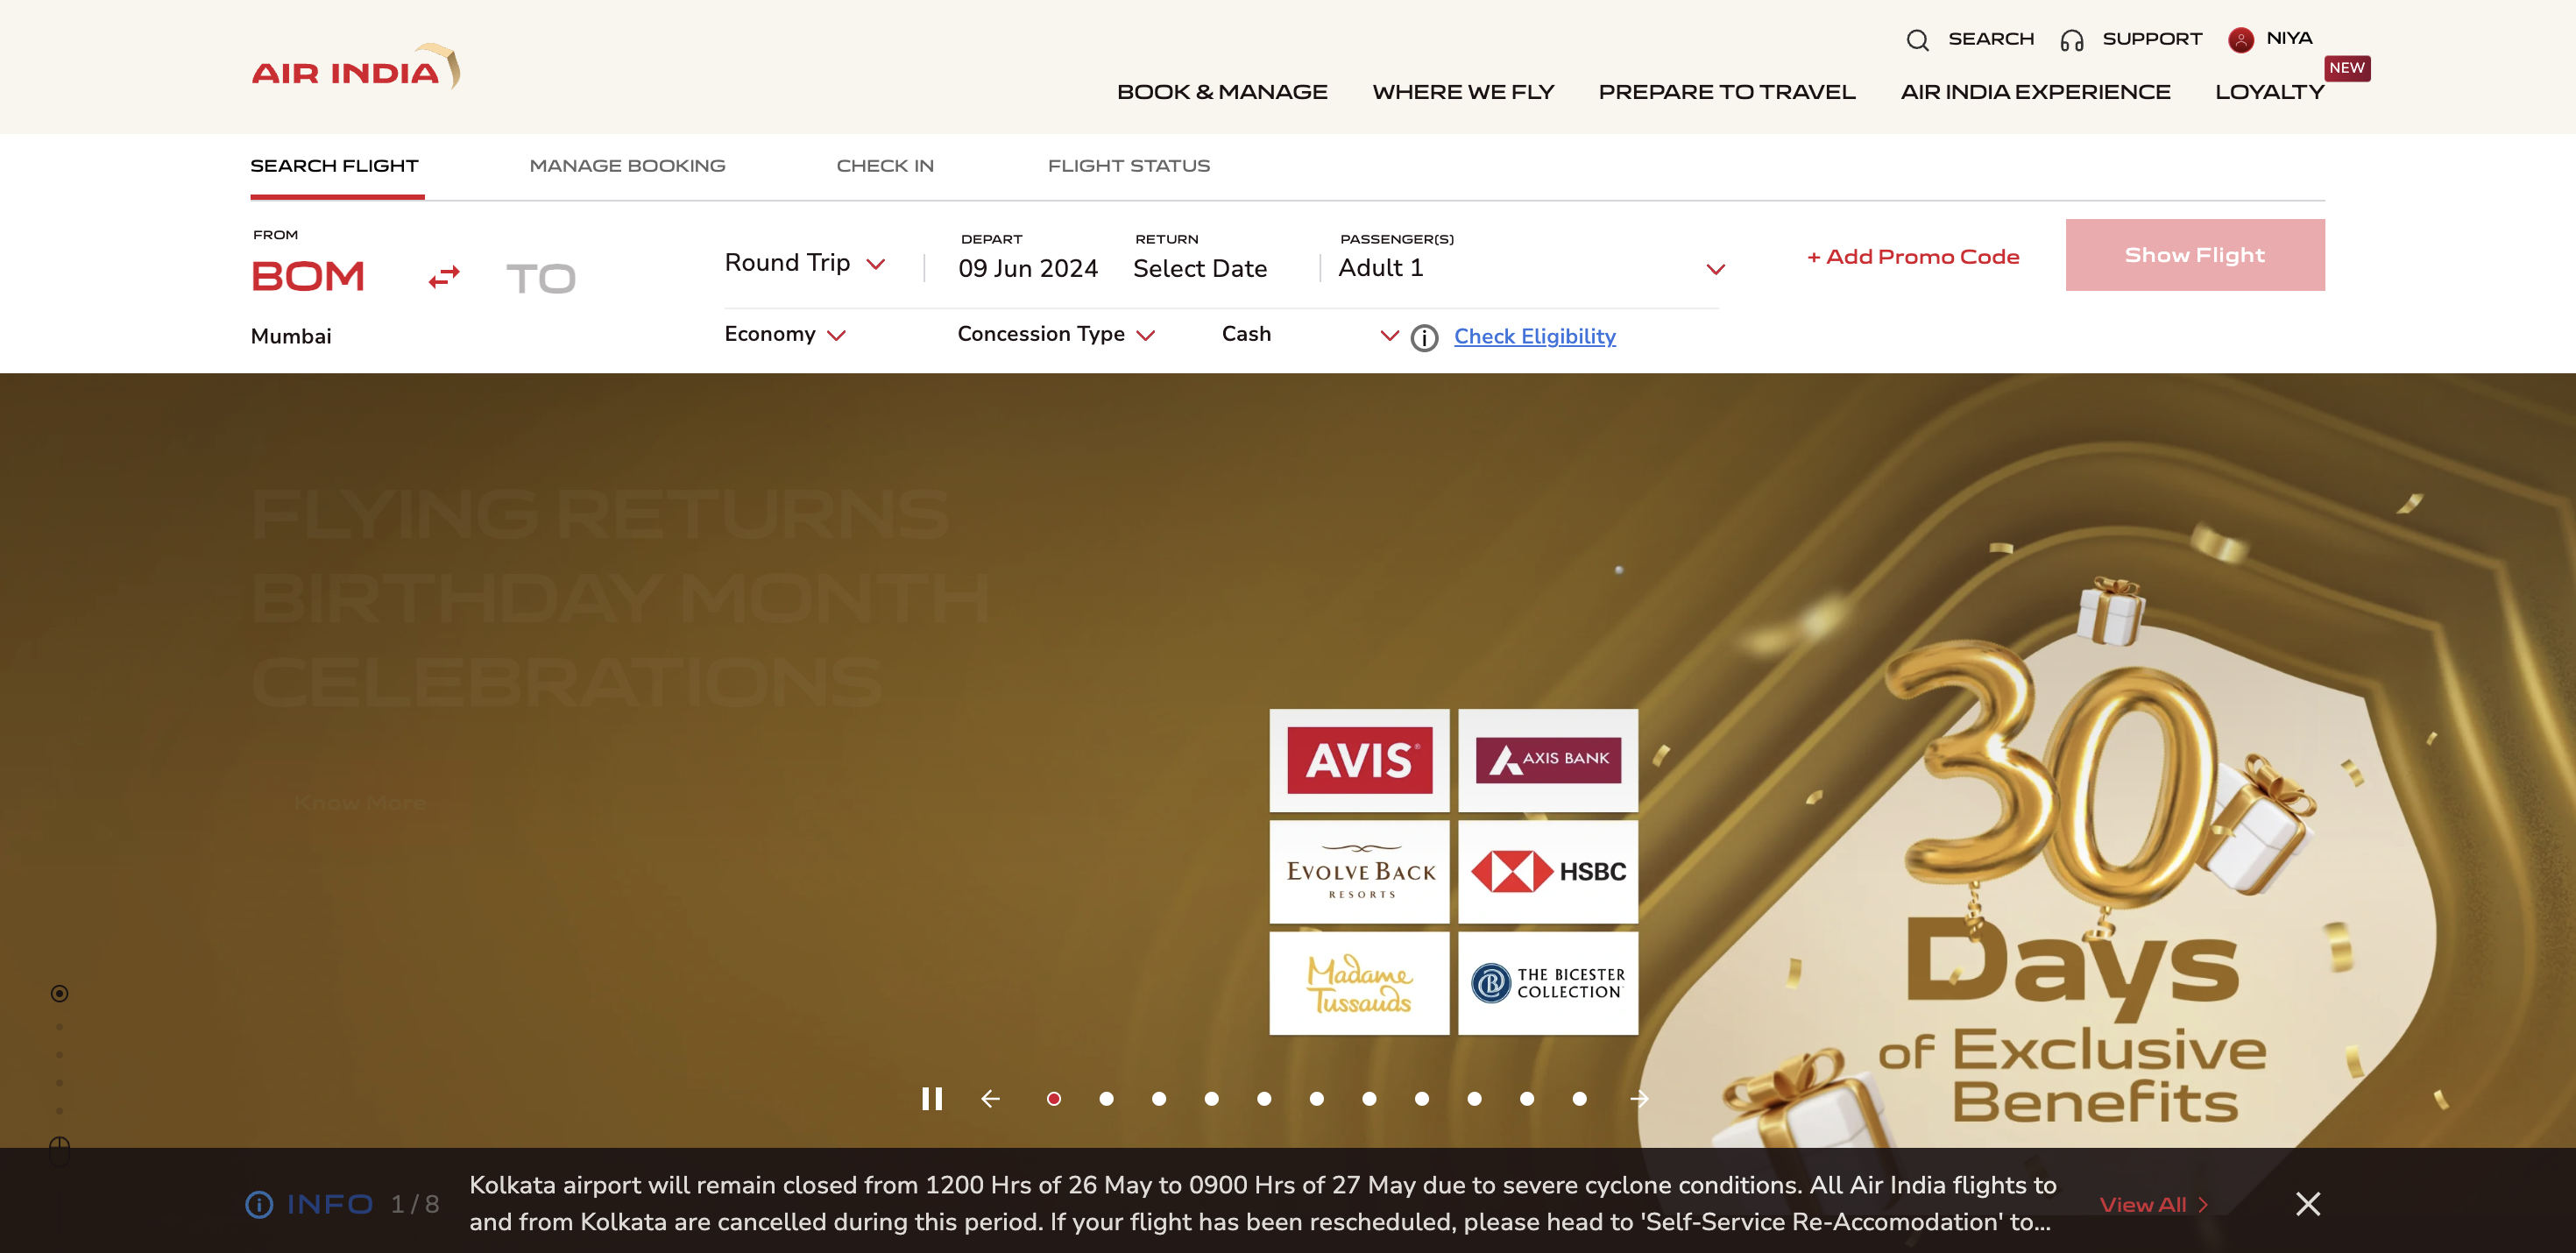 AIR INDIA
SEARCH
SUPPORT
NIYA
NEW
BOOK & MANAGE
WHERE WE FLY
PREPARE TO TRAVEL
AIR INDIA EXPERIENCE
LOYALTY
SEARCH FLIGHT
MANAGE BOOKING
CHECK IN
FLIGHT STATUS
FROM
BOM
TO
Mumbai
Round Trip
DEPART
09 Jun 2024
RETURN
Select Date
PASSENGER(S)
Adult 1
+ Add Promo Code
Show Flight
Economy
Concession Type
Cash
Check Eligibility
FLYING RETURNS
BIRTHDAY MONTH
CELEBRATIONS
Know More
AVIS
AXIS BANK
EVOLVE BACK
RESORTS
HSBC
Madame
Tussauds
B
THE BICESTER
COLLECTION
30
Days
of Exclusive
Benefits
INFO 1 / 8
Kolkata airport will remain closed from 1200 Hrs of 26 May to 0900 Hrs of 27 May due to severe cyclone conditions. All Air India flights to
and from Kolkata are cancelled during this period. If your flight has been rescheduled, please head to 'Self-Service Re-Accomodation' to...
View All